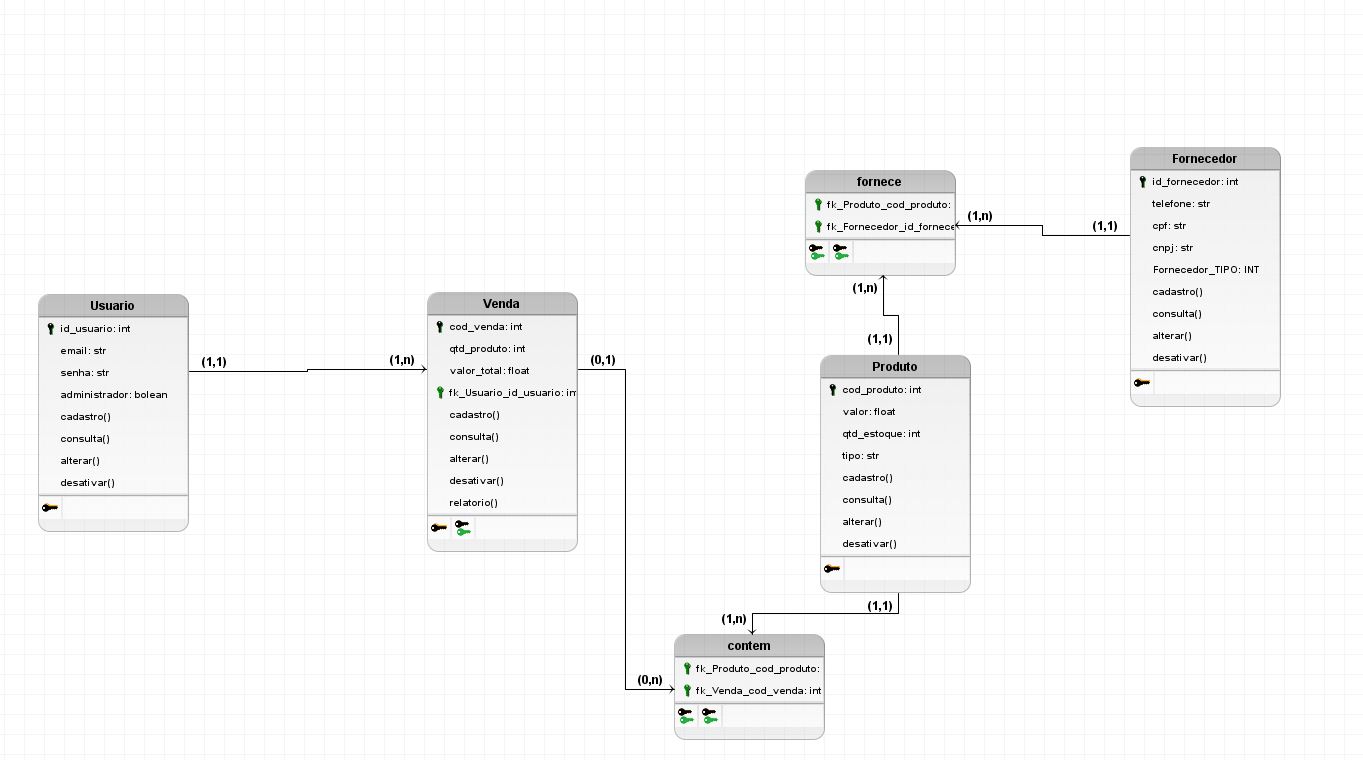 Usuario
id_usuario: int
email: str
senha: str
administrador: bolean
cadastro()
consulta()
alterar()
desativar()
(1,1)
(1,n)
Venda
cod_venda: int
qtd_produto: int
valor_total: float
fk_Usuario_id_usuario: in
cadastro()
consulta()
alterar()
desativar()
relatorio()
(0,1)
(0,n)
fornece
fk_Produto_cod_produto:
fk_Fornecedor_id_fornece
(1,n)
(1,1)
Fornecedor
id_fornecedor: int
telefone: str
cpf: str
cnpj: str
Fornecedor_TIPO: INT
cadastro()
consulta()
alterar()
desativar()
(1,n)
(1,1)
Produto
cod_produto: int
valor: float
qtd_estoque: int
tipo: str
cadastro()
consulta()
alterar()
desativar()
(1,1)
(1,n)
contem
fk_Produto_cod_produto:
fk_Venda_cod_venda: int